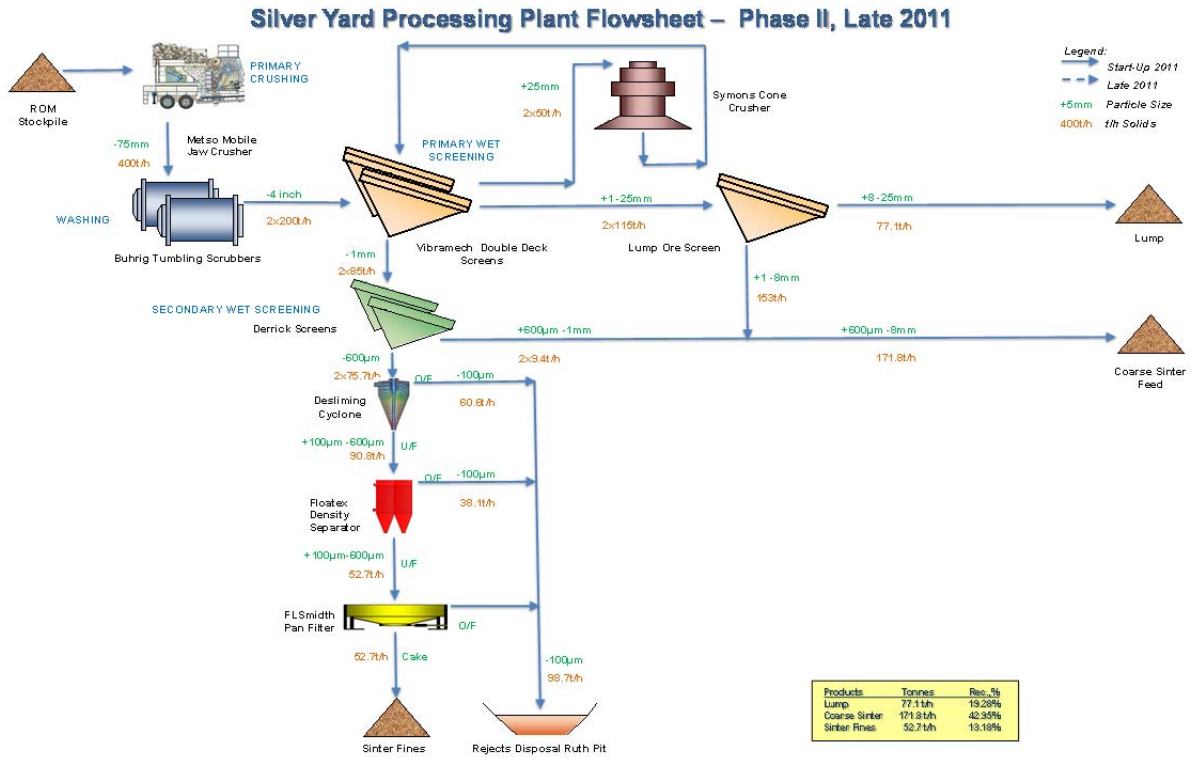 Silver Yard Processing Plant Flowsheet – Phase II, Late 2011
Legend:
Start-Up 2011
Late 2011
+5mm Particle Size
400t/h t/h Solids
PRIMARY
CRUSHING
ROM
Stockpile
Metso Mobile
Jaw Crusher
-75mm
400t/h
+25mm
2x50t/h
Symons Cone
Crusher
PRIMARY WET
SCREENING
WASHING
-4 inch
2x200t/h
Buhrig Tumbling Scrubbers
+1-25mm
2x115t/h
Vibramech Double Deck
Screens
Lump Ore Screen
+8-25mm
77.1t/h
Lump
-1mm
2x85t/h
+1 -8mm
153t/h
SECONDARY WET SCREENING
Derrick Screens
+600µm -1mm
2x9.4t/h
+600µm -8mm
171.8t/h
Coarse Sinter
Feed
-600µm
2x75.7t/h
O/F
-100µm
60.6t/h
Desliming
Cyclone
+100µm -600µm
90.8t/h
U/F
O/F
-100µm
38.1t/h
Floatex
Density
Separator
+100µm-600µm
52.7t/h
U/F
FLSmidth
Pan Filter
O/F
52.7t/h
Cake
-100µm
98.7t/h
Sinter Fines
Rejects Disposal Ruth Pit
Products Tonnes Rec.,%
Lump 77.1 t/h 19.28%
Coarse Sinter 171.8t/h 42.95%
Sinter Fines 52.7t/h 13.18%